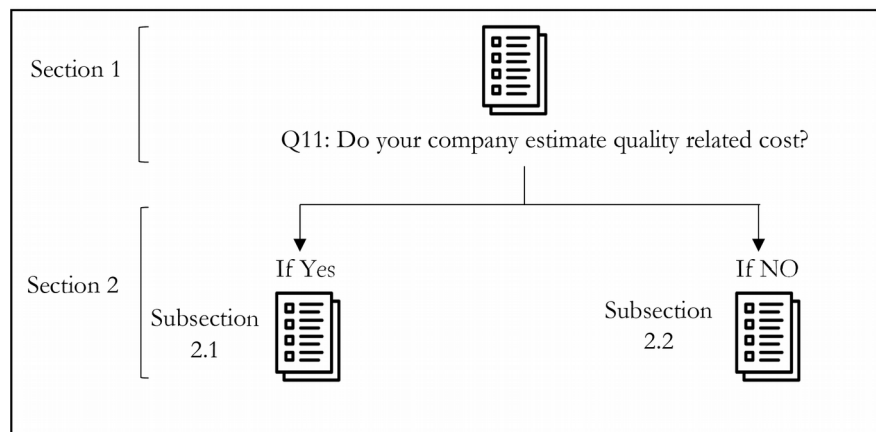 Section 1
Q11: Do your company estimate quality related cost?
Section 2
If Yes
If NO
Subsection
2.1
Subsection
2.2